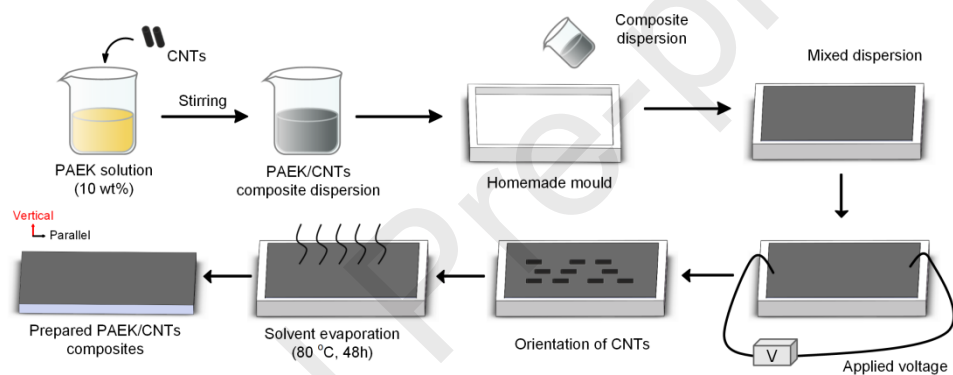 CNTs
Stirring
PAEK solution
(10 wt%)
PAEK/CNTs
composite dispersion
Composite
dispersion
Homemade mould
Mixed dispersion
Vertical
Parallel
Prepared PAEK/CNTs
composites
Solvent evaporation
(80 °C, 48h)
Orientation of CNTs
V
Applied voltage